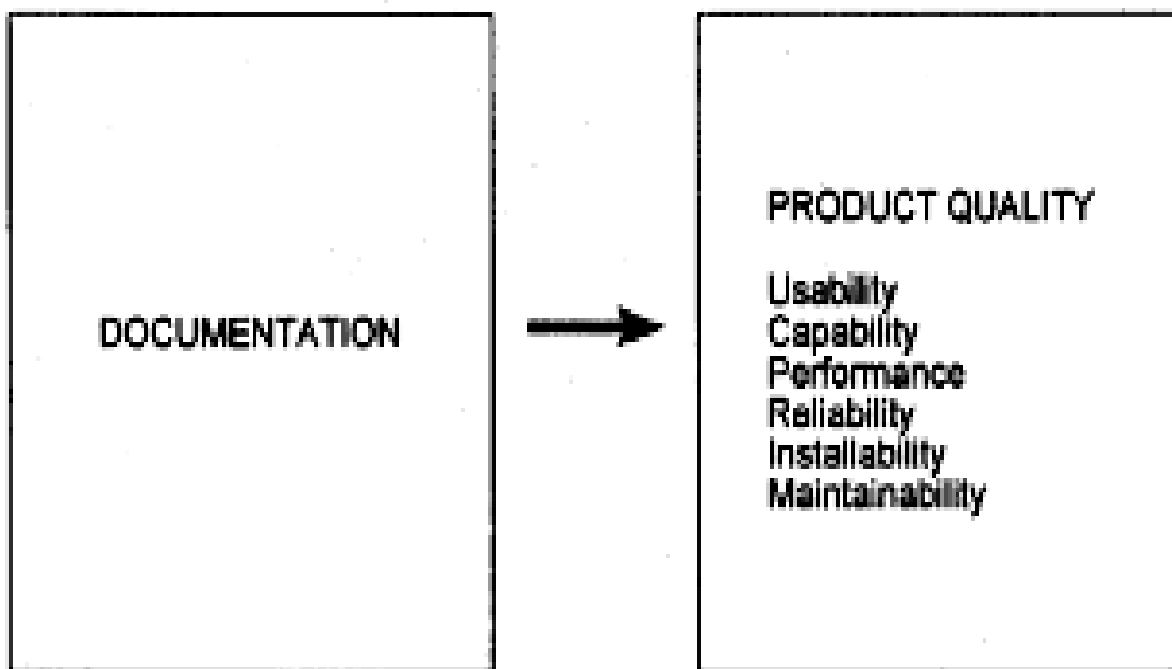 DOCUMENTATION
PRODUCT QUALITY
Usability
Capability
Performance
Reliability
Installability
Maintainability